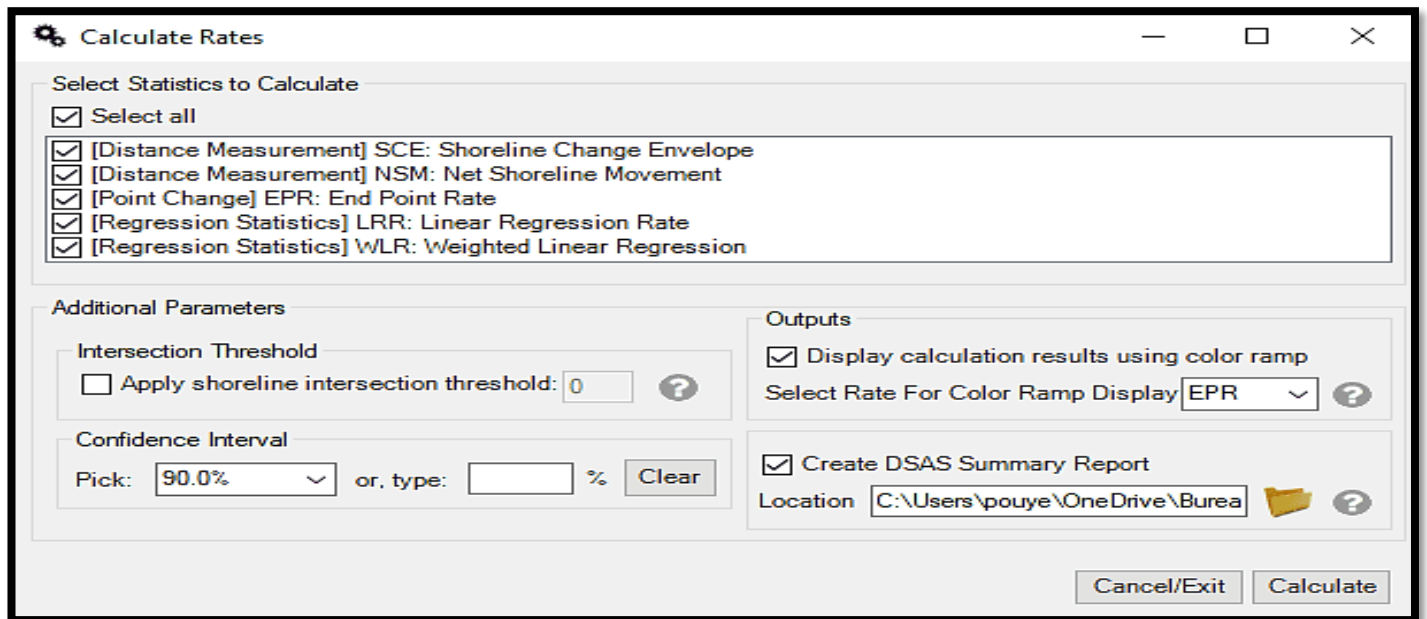 Calculate Rates
Select Statistics to Calculate
Select all
[Distance Measurement] SCE: Shoreline Change Envelope
[Distance Measurement] NSM: Net Shoreline Movement
[Point Change] EPR: End Point Rate
[Regression Statistics] LRR: Linear Regression Rate
[Regression Statistics] WLR: Weighted Linear Regression
Additional Parameters
Intersection Threshold
Apply shoreline intersection threshold: 0 ?
Confidence Interval
Pick: 90.0% or, type: % Clear
Outputs
Display calculation results using color ramp
Select Rate For Color Ramp Display EPR ?
Create DSAS Summary Report
Location C:\Users\pouye\OneDrive\Burea ?
Cancel/Exit Calculate